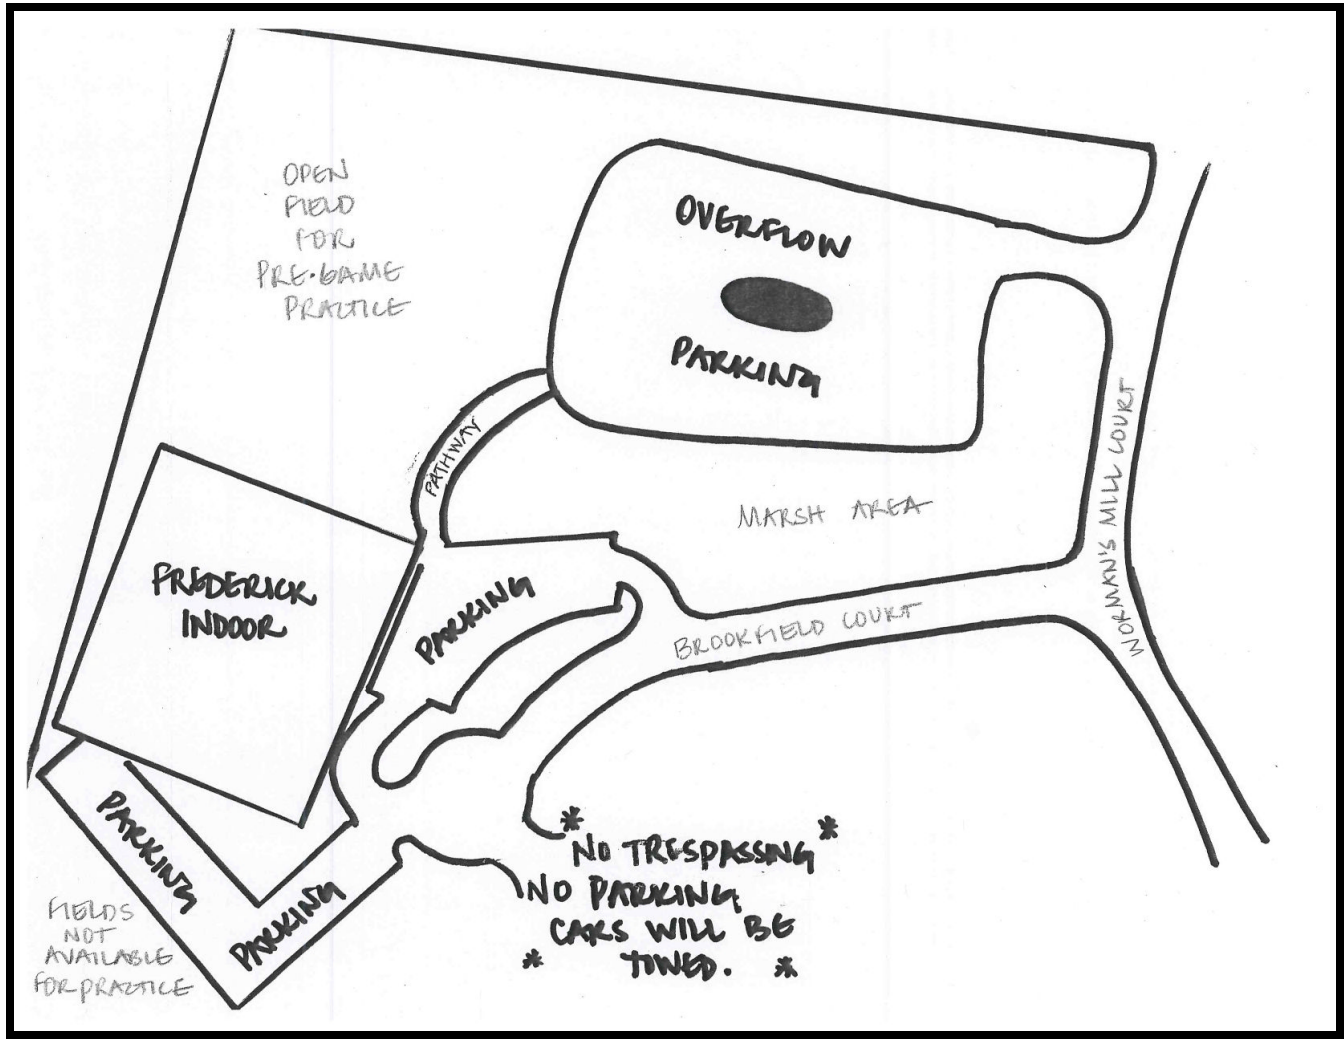 OPEN
FIELD
FOR
PRE-GAME
PRACTICE
OVERFLOW
PARKING
PATHWAY
MARSH AREA
WORMAN'S MILL COURT
FREDERICK
INDOOR
PARKING
BROOKFIELD COURT
PARKING
PARKING
FIELDS
NOT
AVAILABLE
FOR PRACTICE
* NO TRESPASSING *
NO PARKING
CARS WILL BE
* TOWED. *